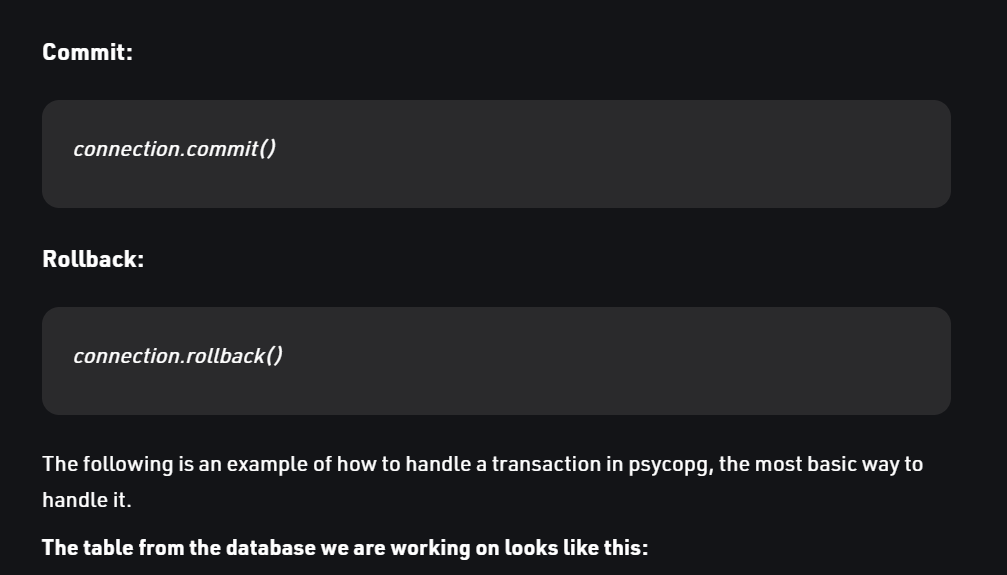 Commit:
connection.commit()
Rollback:
connection.rollback()
The following is an example of how to handle a transaction in psycopg, the most basic way to
handle it.
The table from the database we are working on looks like this: